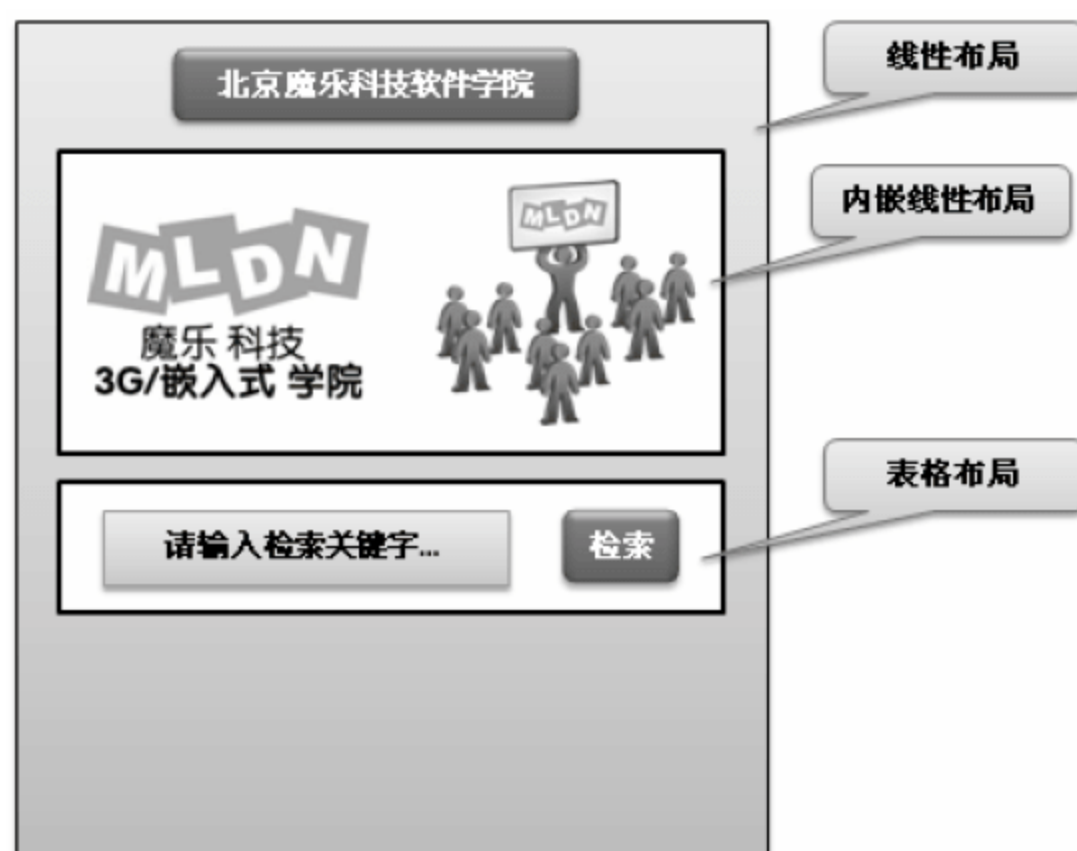 北京魔乐科技软件学院
线性布局
内嵌线性布局
MLDN
MLDN
魔乐 科技
3G/嵌入式 学院
表格布局
请输入检索关键字...
检索